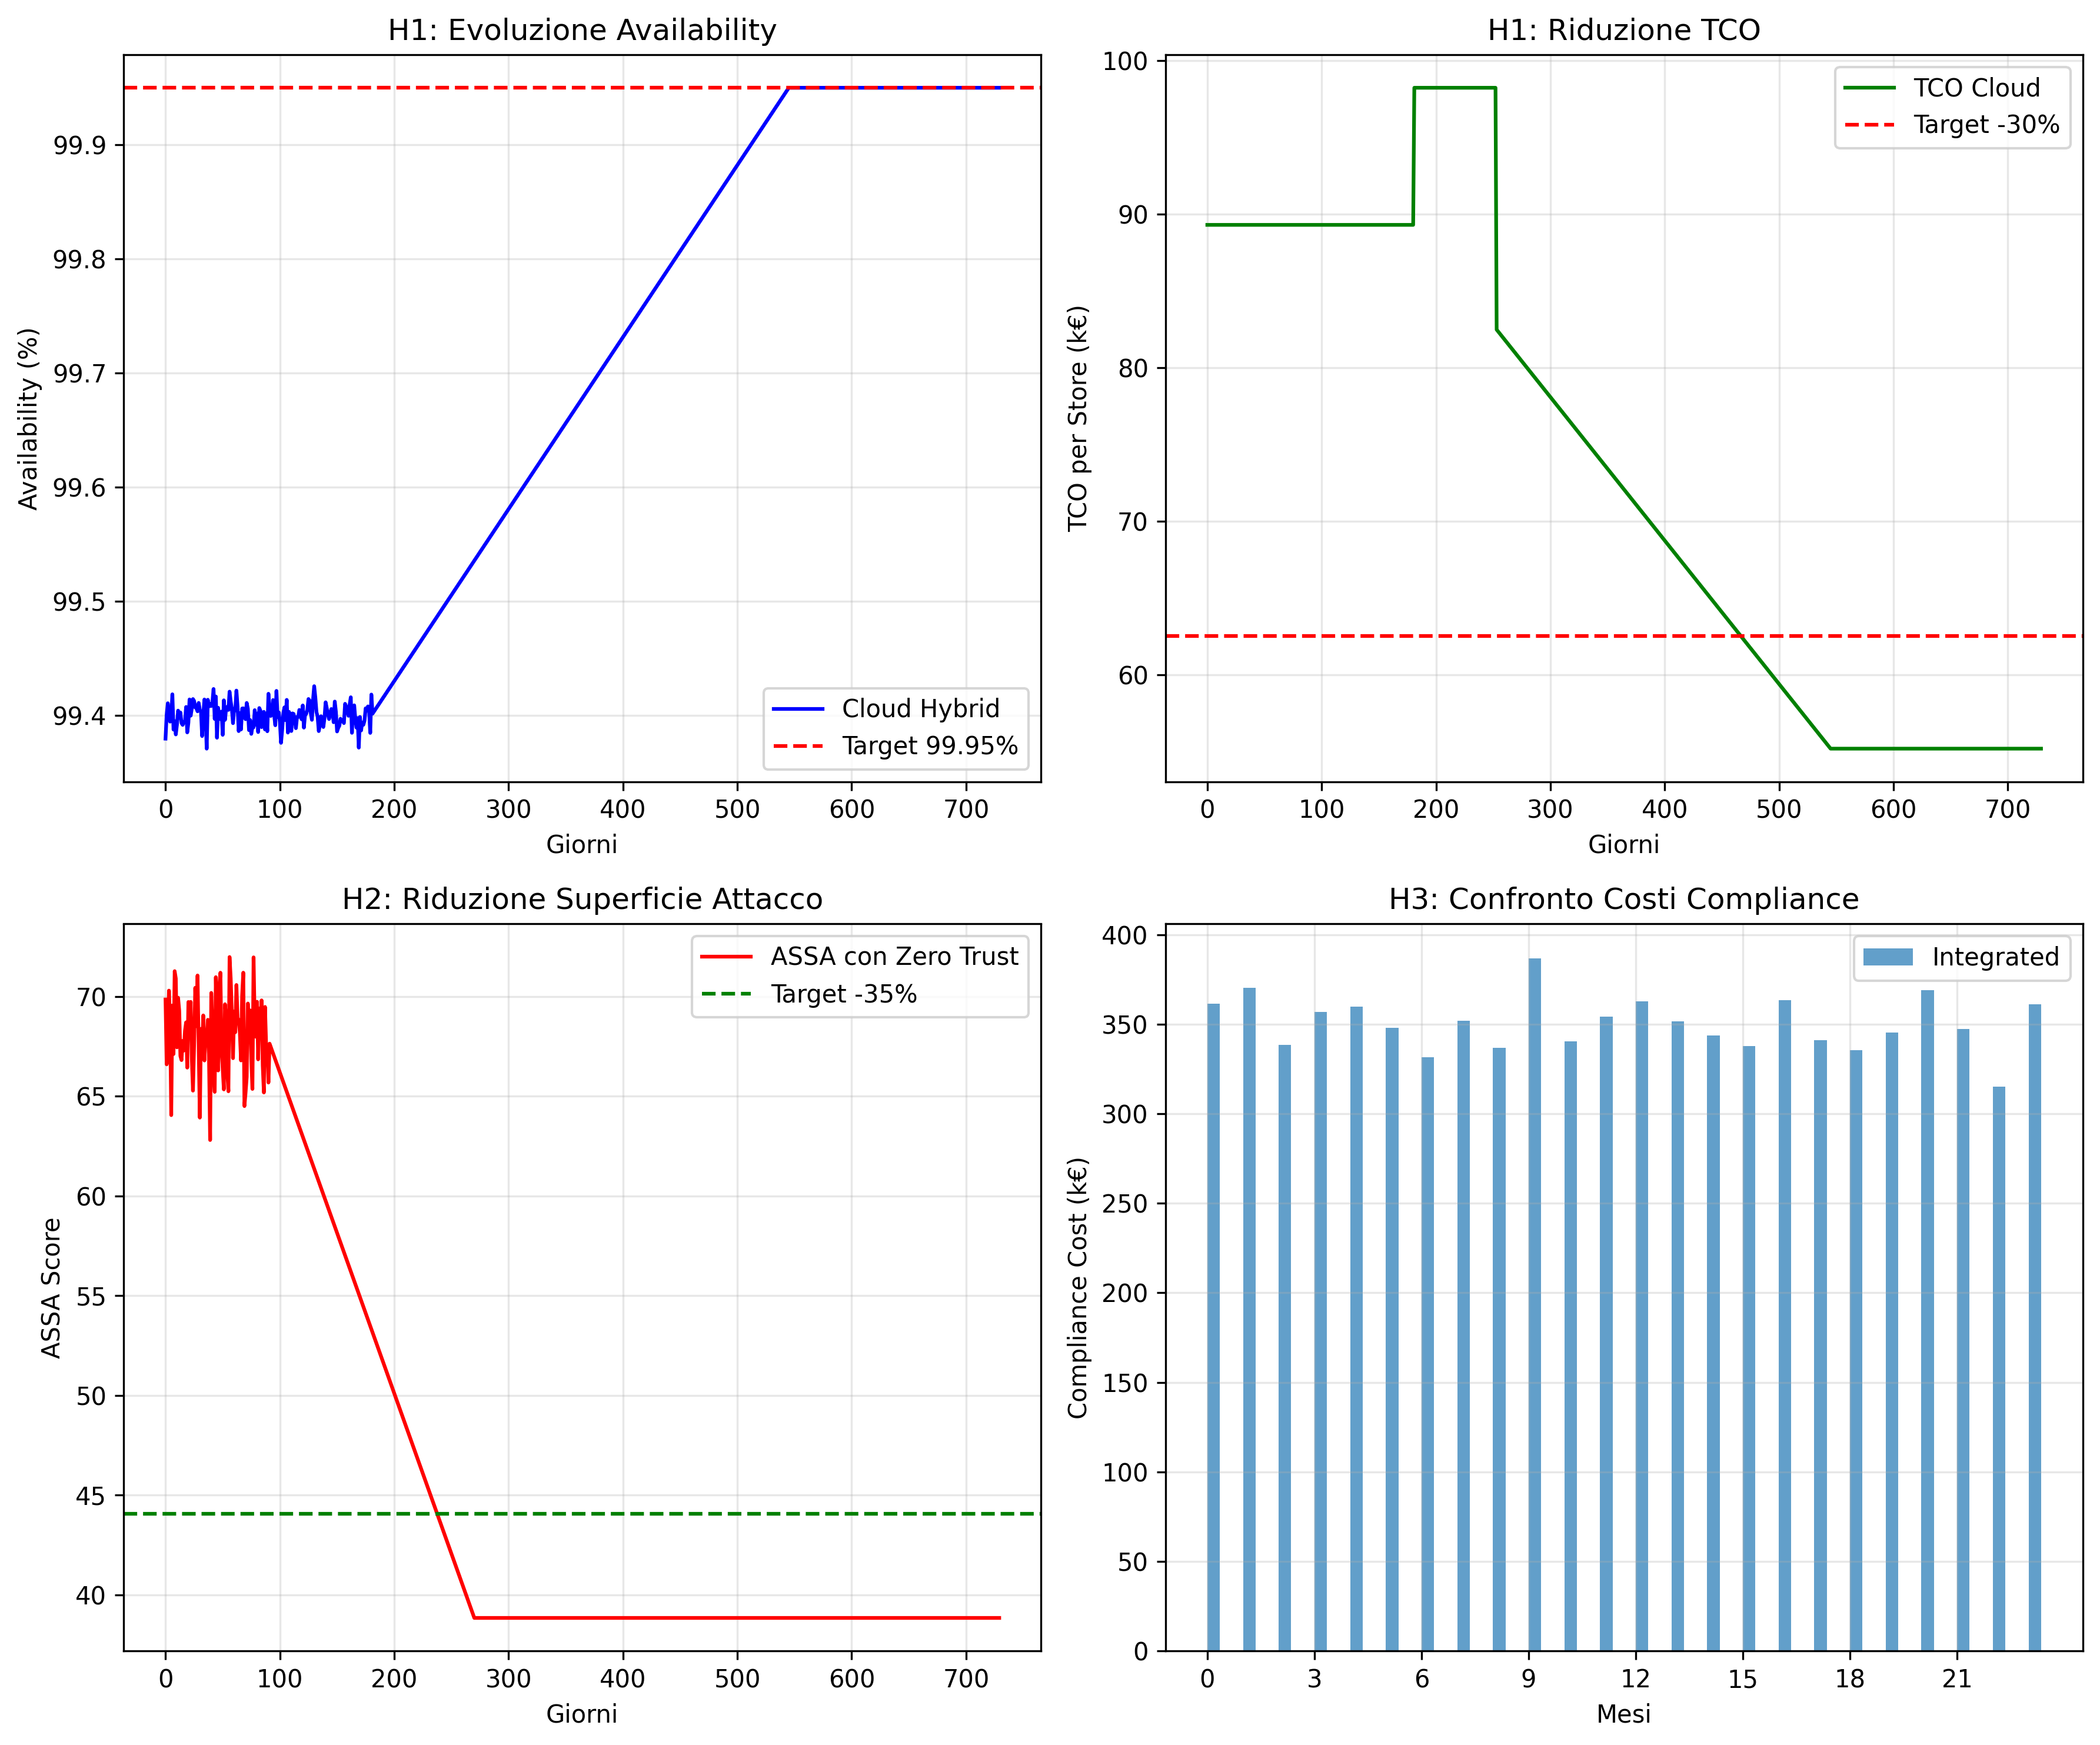 H1: Evoluzione Availability
Availability (%)
99.9
99.8
99.7
99.6
99.5
99.4
Cloud Hybrid
Target 99.95%
0 100 200 300 400 500 600 700
Giorni
H1: Riduzione TCO
TCO per Store (k€)
100
90
80
70
60
TCO Cloud
Target -30%
0 100 200 300 400 500 600 700
Giorni
H2: Riduzione Superficie Attacco
ASSA Score
70
65
60
55
50
45
40
ASSA con Zero Trust
Target -35%
0 100 200 300 400 500 600 700
Giorni
H3: Confronto Costi Compliance
Compliance Cost (k€)
400
350
300
250
200
150
100
50
0
Integrated
0 3 6 9 12 15 18 21
Mesi